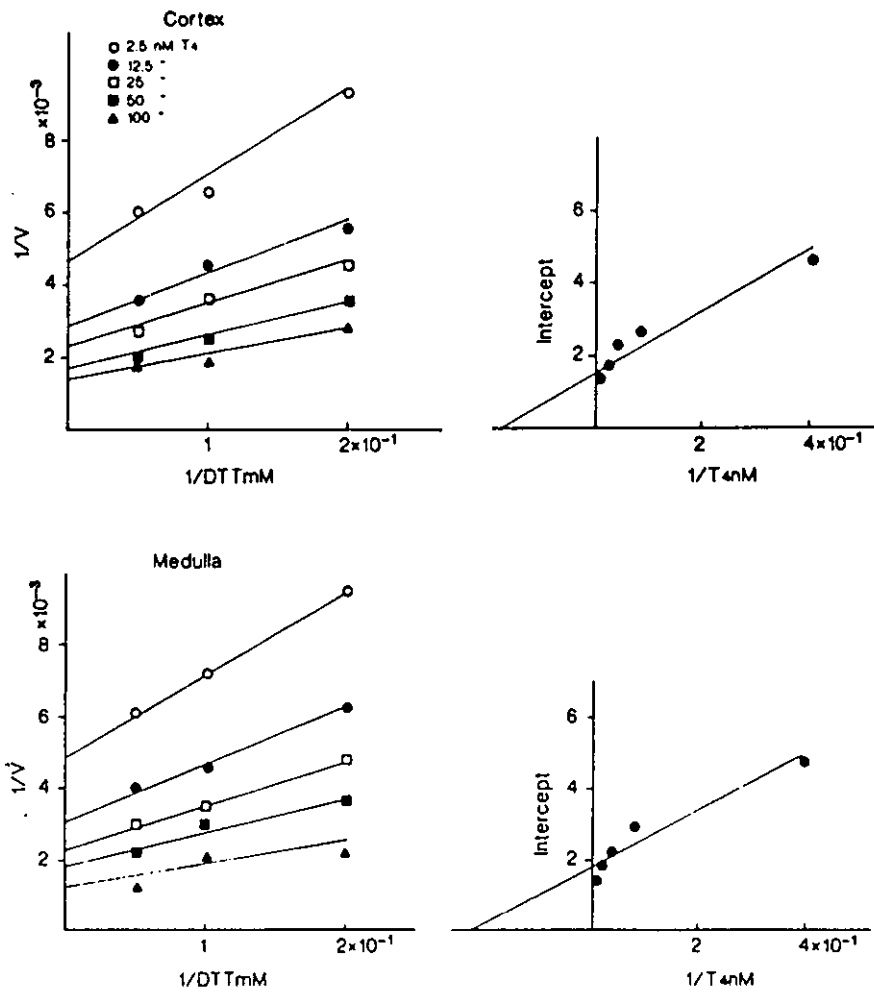 Cortex
○ 2.5 nM T4
● 12.5 "
□ 25 "
■ 50 "
▲ 100 "
×10⁻³
8
6
4
2
1/V
1
2×10⁻¹
1/DTTmM
6
4
2
Intercept
2
4×10⁻¹
1/T4nM
Medulla
×10⁻³
8
6
4
2
1/V
1
2×10⁻¹
1/DTTmM
6
4
2
Intercept
2
4×10⁻¹
1/T4nM